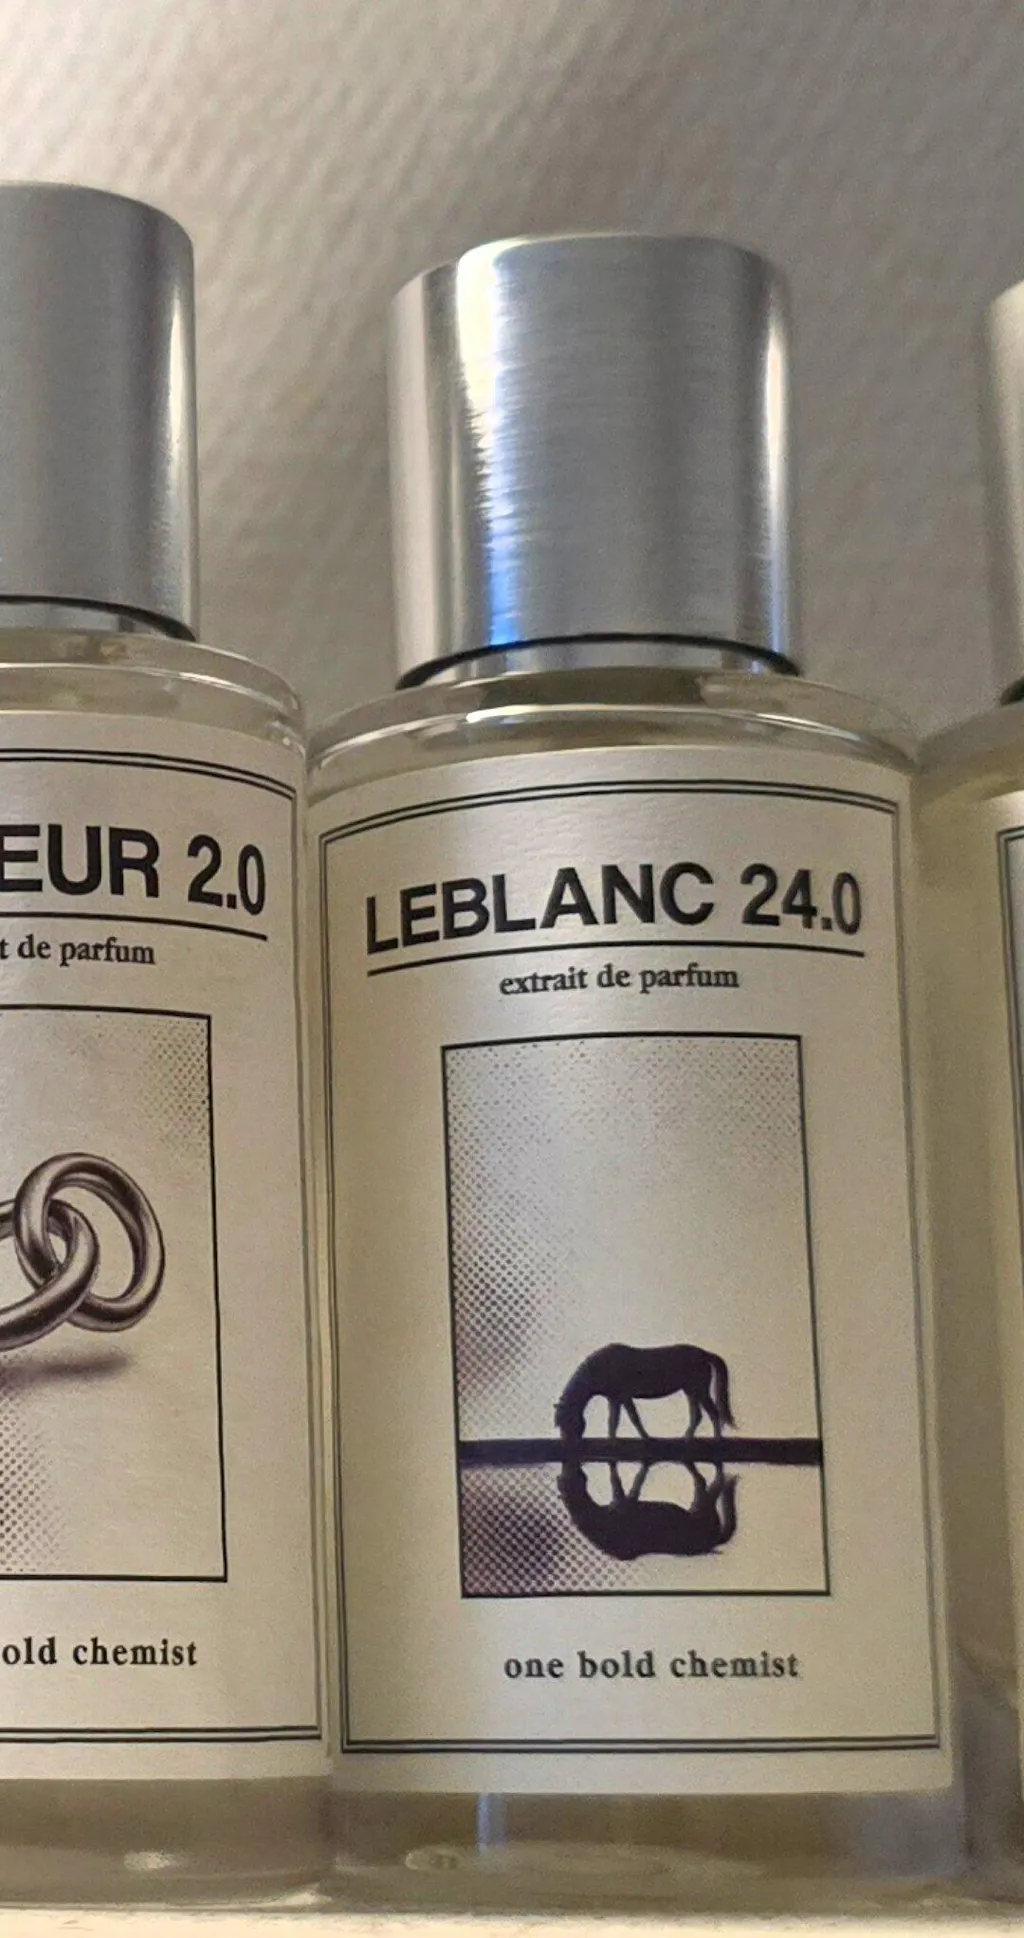 EUR 2.0
t de parfum
old chemist
LEBLANC 24.0
extrait de parfum
one bold chemist